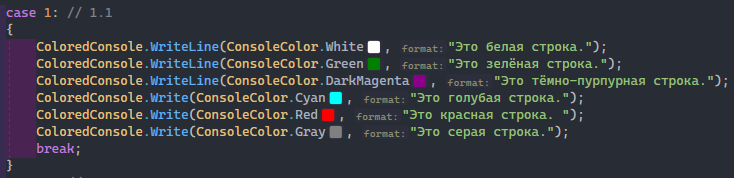 case 1: // 1.1
{
ColoredConsole.WriteLine(ConsoleColor.White , format: "Это белая строка.");
ColoredConsole.WriteLine(ConsoleColor.Green , format: "Это зелёная строка.");
ColoredConsole.WriteLine(ConsoleColor.DarkMagenta , format: "Это тёмно-пурпурная строка.");
ColoredConsole.Write(ConsoleColor.Cyan , format: "Это голубая строка.");
ColoredConsole.Write(ConsoleColor.Red , format: "Это красная строка. ");
ColoredConsole.Write(ConsoleColor.Gray , format: "Это серая строка.");
break;
}